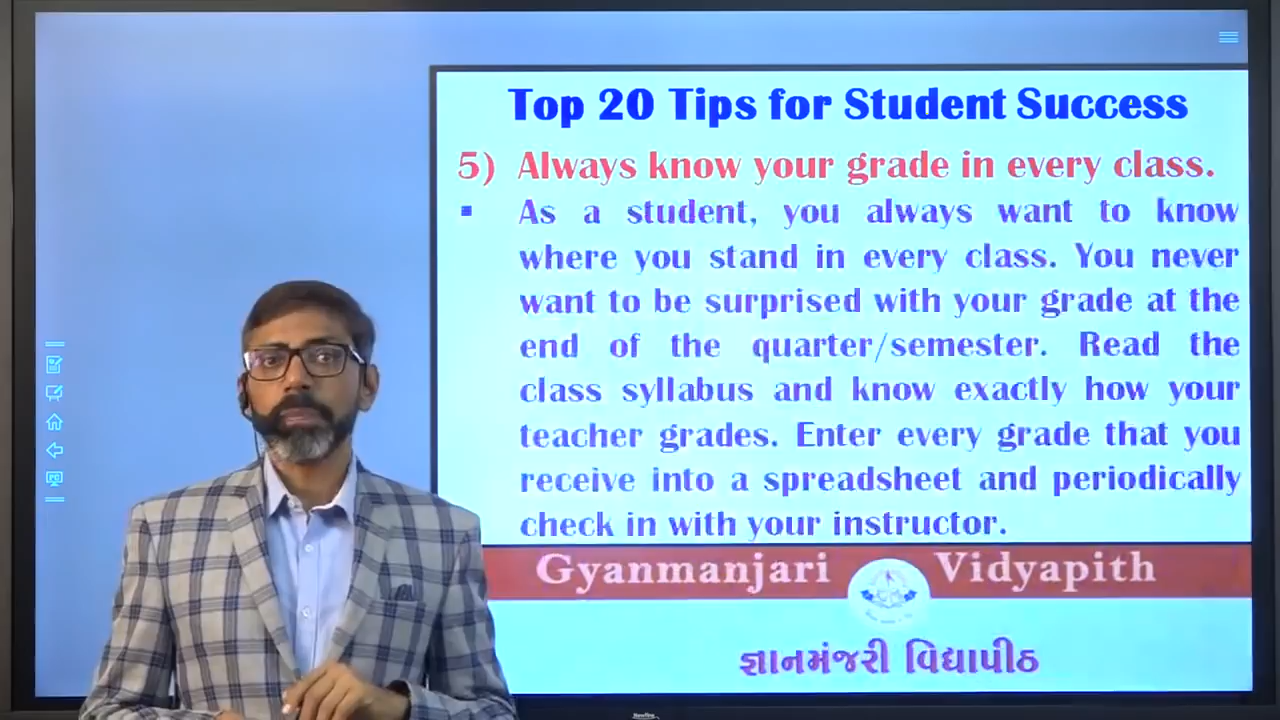 Top 20 Tips for Student Success
5) Always know your grade in every class.
▪ As a student, you always want to know
where you stand in every class. You never
want to be surprised with your grade at the
end of the quarter/semester. Read the
class syllabus and know exactly how your
teacher grades. Enter every grade that you
receive into a spreadsheet and periodically
check in with your instructor.
Gyanmanjari Vidyapith
જ્ઞાનમંજરી વિદ્યાપીઠ